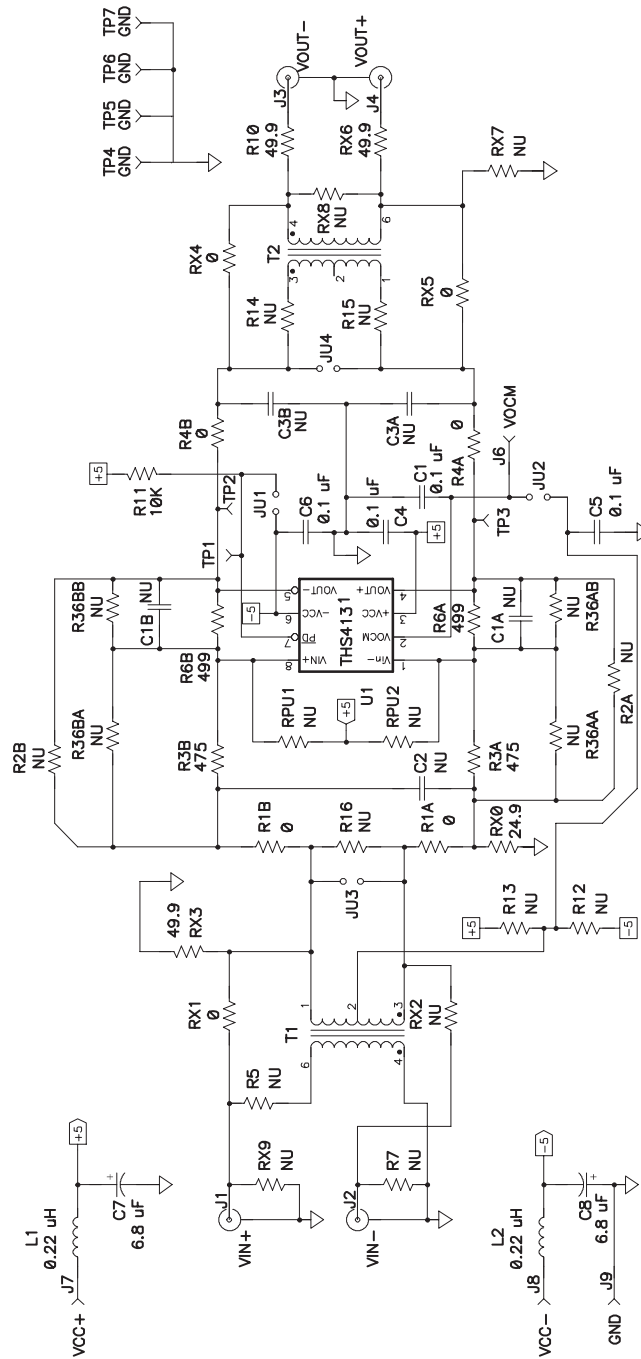 VCC+
J7
L1
0.22 uH
C7
6.8 uF
+
+5
VCC-
J8
L2
0.22 uH
-5
GND
J9
C8
6.8 uF
+
VIN+
J1
RX9
NU
R5
NU
RX1
0
49.9
RX3
VIN-
J2
R7
NU
T1
6
4
1
2
3
RX2
NU
JU3
R1B
0
R16
NU
R1A
0
RX0
24.9
+5
R13
NU
R12
NU
-5
R2B
NU
R36BA
NU
R36BB
NU
C1B
NU
R3B
475
R6B
499
RPU1
NU
+5
RPU2
NU
C2
NU
R3A
475
R6A
499
C1A
NU
R36AA
NU
R36AB
NU
R2A
NU
U1
THS4131
8
VIN+
7
PD
6
-VCC
5
VOUT-
1
Vin-
2
VOCM
3
+VCC
4
VOUT+
-5
TP1
TP2
TP3
R11
10K
+5
JU1
C6
0.1 uF
0.1 uF
C4
+5
C1
0.1 uF
R4B
0
R4A
0
C3B
NU
C3A
NU
J6
VOCM
JU2
C5
0.1 uF
JU4
R14
NU
R15
NU
RX4
0
RX5
0
T2
3
2
1
4
6
RX8
NU
R10
49.9
RX6
49.9
RX7
NU
J3
VOUT-
J4
VOUT+
TP4
GND
TP5
GND
TP6
GND
TP7
GND